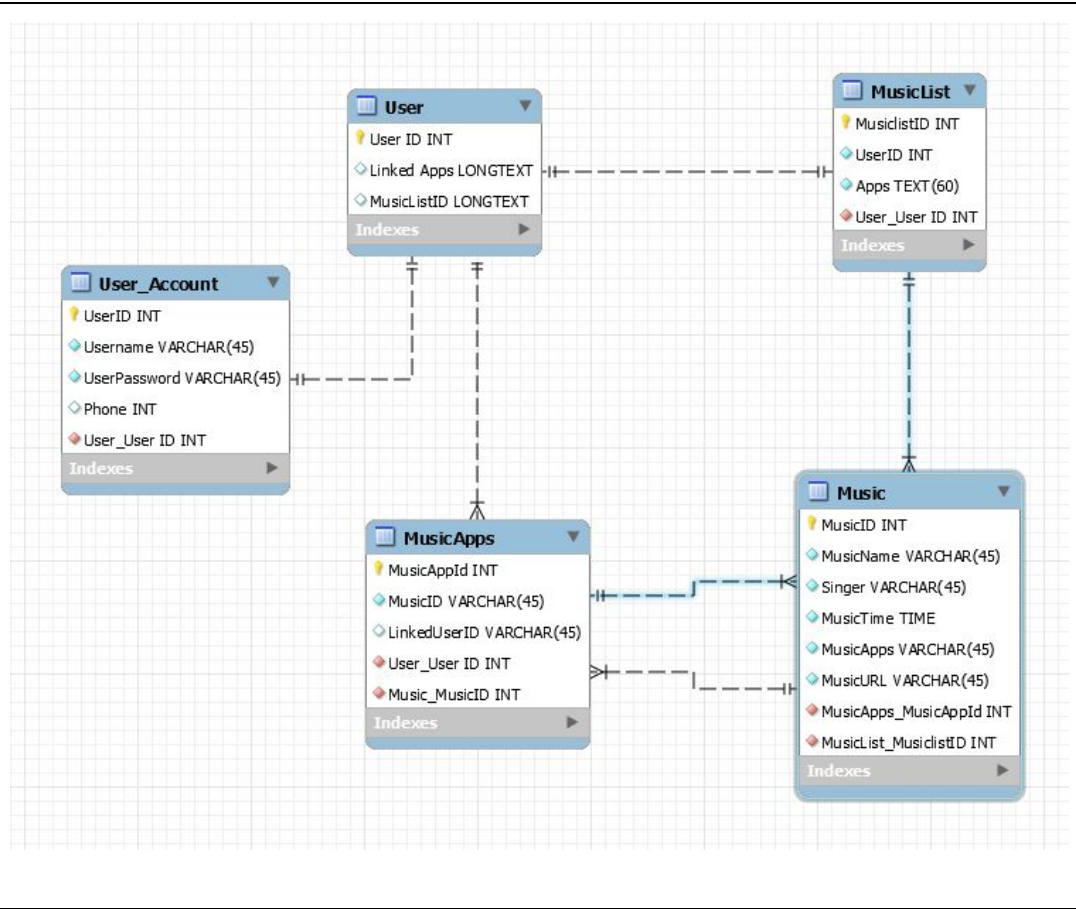 User
User ID INT
Linked Apps LONGTEXT
MusicListID LONGTEXT
Indexes
MusicList
MusiclistID INT
UserID INT
Apps TEXT(60)
User_User ID INT
Indexes
User_Account
UserID INT
Username VARCHAR(45)
UserPassword VARCHAR(45)
Phone INT
User_User ID INT
Indexes
MusicApps
MusicAppId INT
MusicID VARCHAR(45)
LinkedUserID VARCHAR(45)
User_User ID INT
Music_MusicID INT
Indexes
Music
MusicID INT
MusicName VARCHAR(45)
Singer VARCHAR(45)
MusicTime TIME
MusicApps VARCHAR(45)
MusicURL VARCHAR(45)
MusicApps_MusicAppId INT
MusicList_MusiclistID INT
Indexes